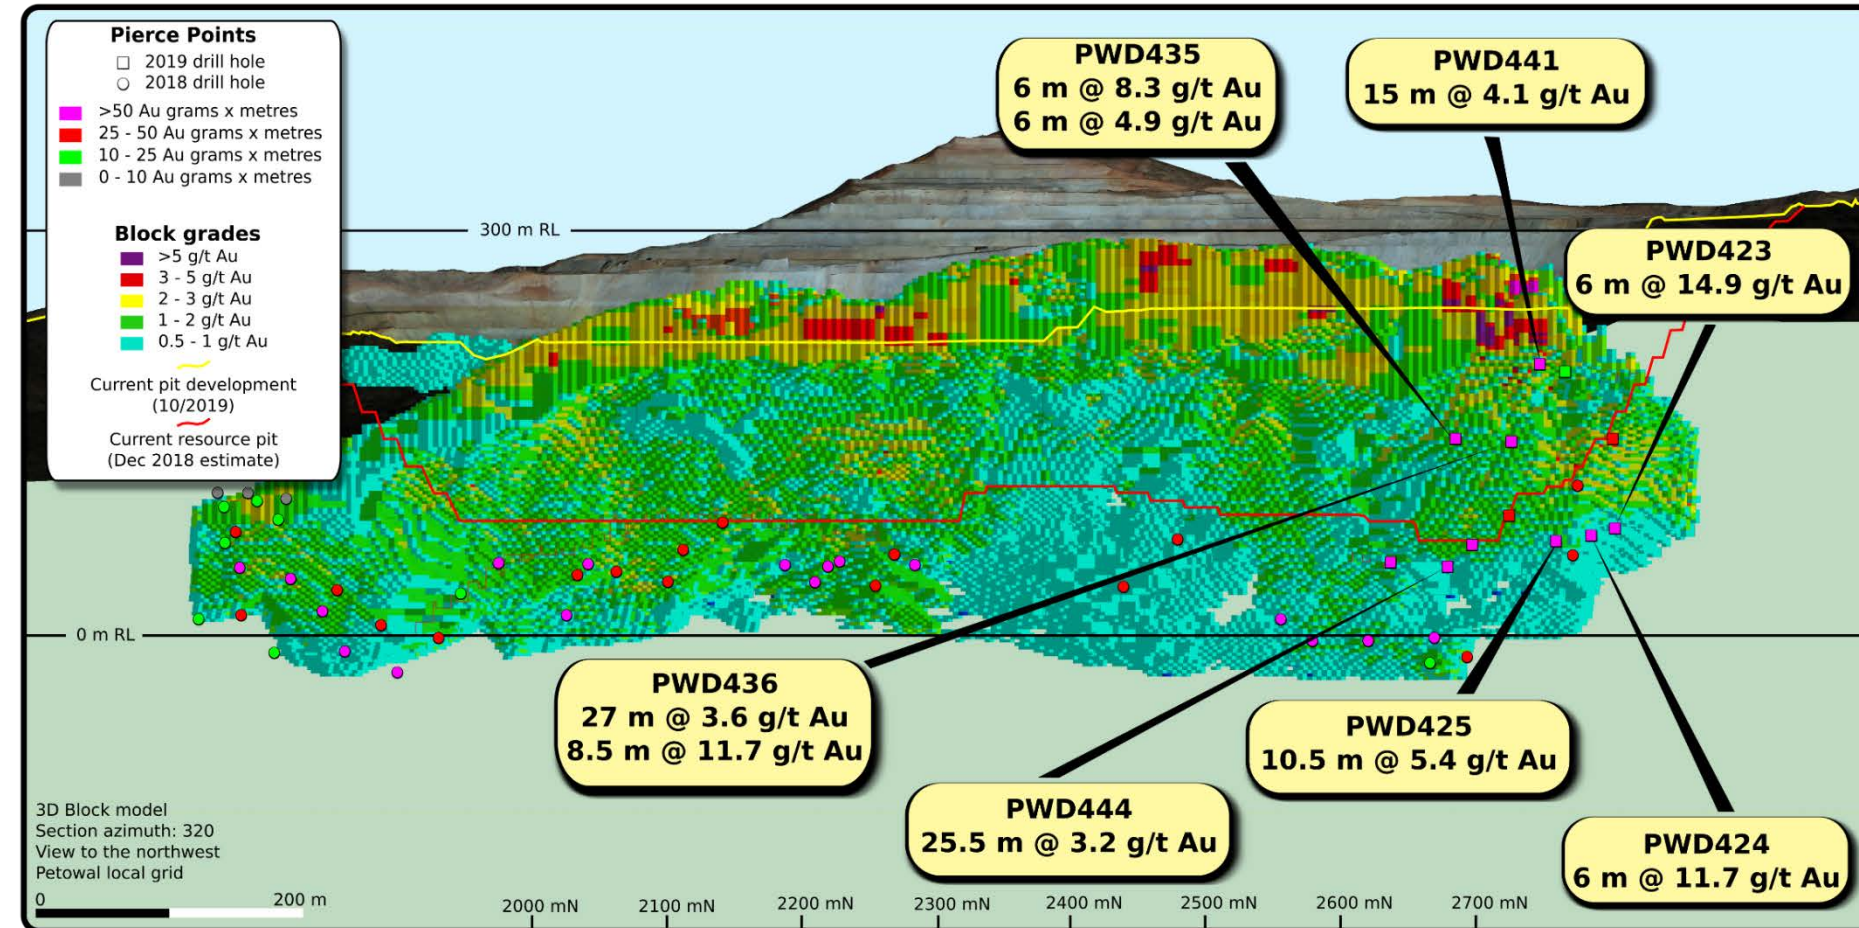 Pierce Points
2019 drill hole
2018 drill hole
>50 Au grams x metres
25 - 50 Au grams x metres
10 - 25 Au grams x metres
0 - 10 Au grams x metres
Block grades
>5 g/t Au
3 - 5 g/t Au
2 - 3 g/t Au
1 - 2 g/t Au
0.5 - 1 g/t Au
Current pit development
(10/2019)
Current resource pit
(Dec 2018 estimate)
PWD435
6 m @ 8.3 g/t Au
6 m @ 4.9 g/t Au
PWD441
15 m @ 4.1 g/t Au
300 m RL
PWD423
6 m @ 14.9 g/t Au
0 m RL
PWD436
27 m @ 3.6 g/t Au
8.5 m @ 11.7 g/t Au
PWD425
10.5 m @ 5.4 g/t Au
PWD444
25.5 m @ 3.2 g/t Au
PWD424
6 m @ 11.7 g/t Au
3D Block model
Section azimuth: 320
View to the northwest
Petowal local grid
0 200 m
2000 mN 2100 mN 2200 mN 2300 mN 2400 mN 2500 mN 2600 mN 2700 mN